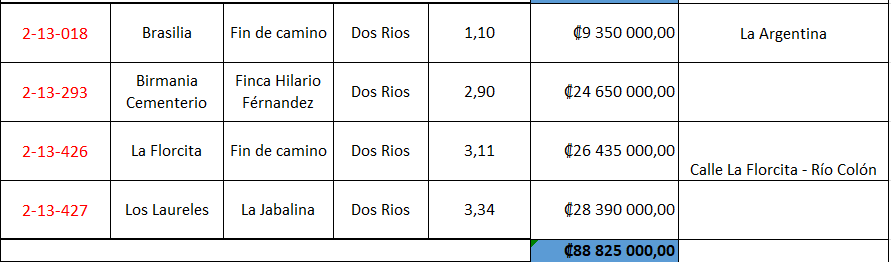 2-13-018 Brasilia Fin de camino Dos Rios 1,10 ₡9 350 000,00 La Argentina
Birmania Finca Hilario
2-13-293 Dos Rios 2,90 ₡24 650 000,00
Cementerio Férnandez
2-13-426 La Florcita Fin de camino Dos Rios 3,11 ₡26 435 000,00
Calle La Florcita - Río Colón
2-13-427 Los Laureles La Jabalina Dos Rios 3,34 ₡28 390 000,00
₡88 825 000,00